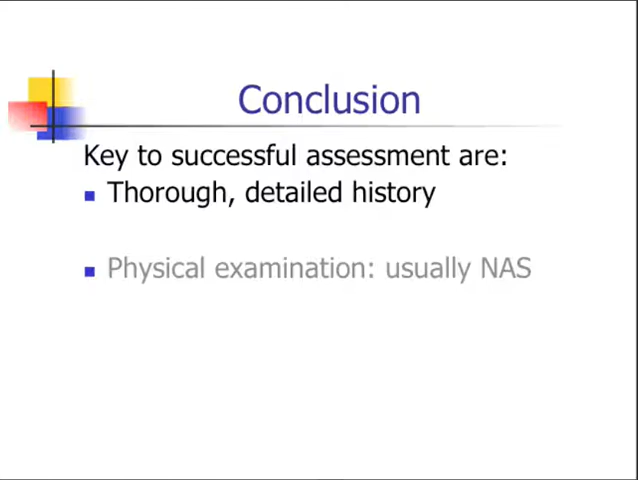 Conclusion
Key to successful assessment are:
Thorough, detailed history
Physical examination: usually NAS